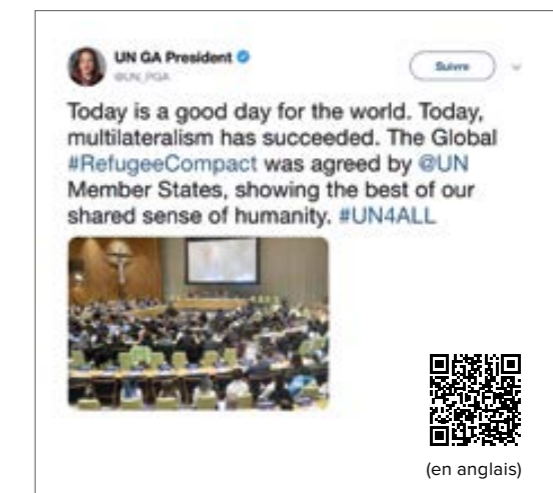 UN GA President
@UN_PGA
Suivre
Today is a good day for the world. Today,
multilateralism has succeeded. The Global
#RefugeeCompact was agreed by @UN
Member States, showing the best of our
shared sense of humanity. #UN4ALL
(en anglais)